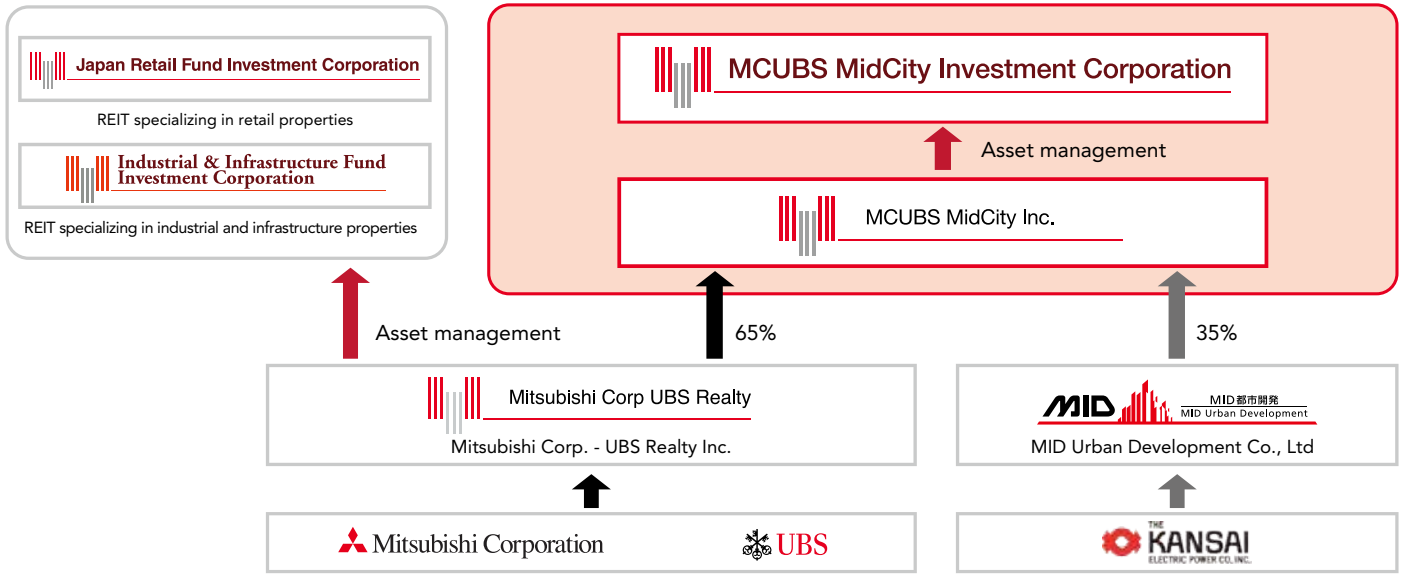 Japan Retail Fund Investment Corporation
REIT specializing in retail properties
Industrial & Infrastructure Fund
Investment Corporation
REIT specializing in industrial and infrastructure properties
MCUBS MidCity Investment Corporation
Asset management
MCUBS MidCity Inc.
Asset management
65%
35%
Mitsubishi Corp UBS Realty
Mitsubishi Corp. - UBS Realty Inc.
MID
MID都市開発
MID Urban Development
MID Urban Development Co., Ltd
Mitsubishi Corporation
UBS
THE
KANSAI
ELECTRIC POWER CO., INC.